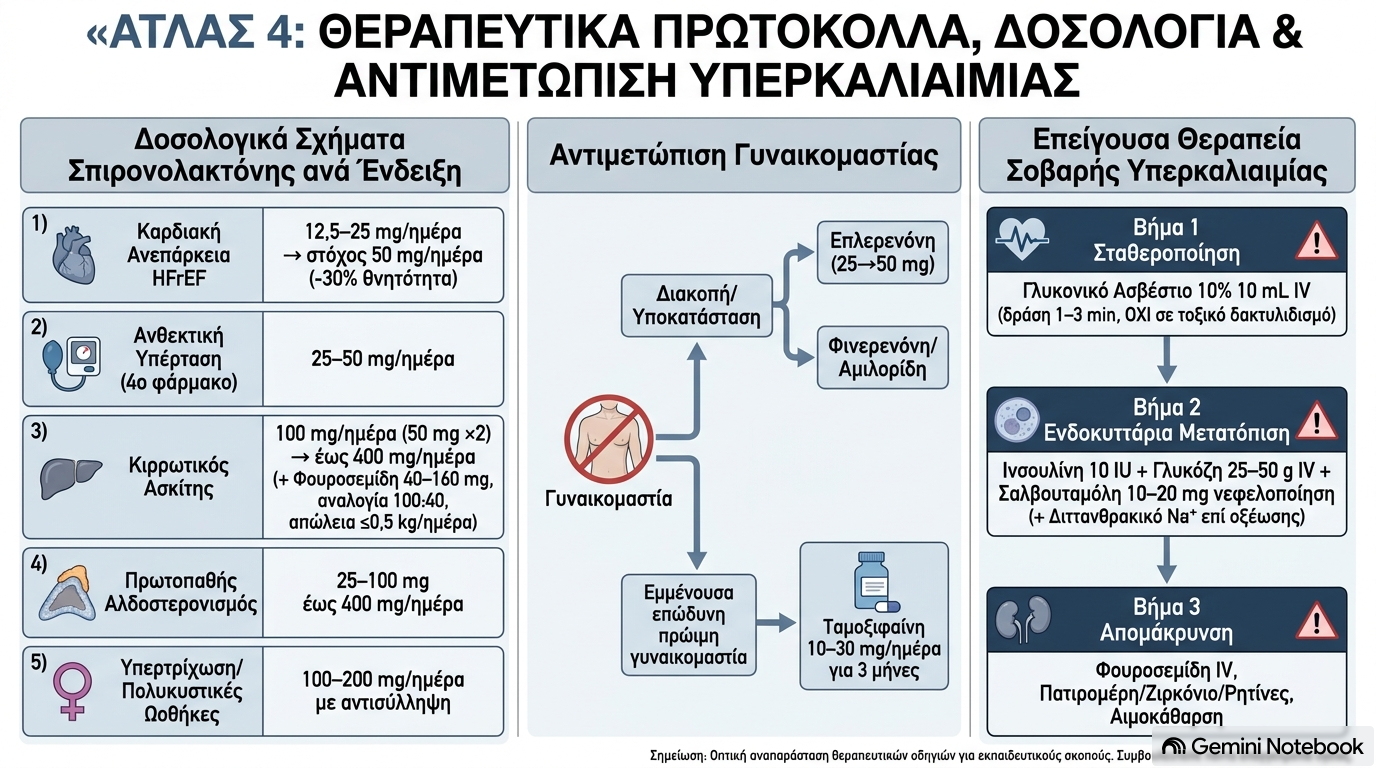 «ΑΤΛΑΣ 4: ΘΕΡΑΠΕΥΤΙΚΑ ΠΡΩΤΟΚΟΛΛΑ, ΔΟΣΟΛΟΓΙΑ &
ΑΝΤΙΜΕΤΩΠΙΣΗ ΥΠΕΡΚΑΛΙΑΙΜΙΑΣ
Δοσολογικά Σχήματα
Σπιρονολακτόνης ανά Ένδειξη
1)
Καρδιακή
Ανεπάρκεια
HFrEF
12,5–25 mg/ημέρα
→ στόχος 50 mg/ημέρα
(-30% θνητότητα)
2)
Ανθεκτική
Υπέρταση
(4ο φάρμακο)
25–50 mg/ημέρα
3)
Κιρρωτικός
Ασκίτης
100 mg/ημέρα (50 mg ×2)
→ έως 400 mg/ημέρα
(+ Φουροσεμίδη 40–160 mg,
αναλογία 100:40,
απώλεια ≤0,5 kg/ημέρα)
4)
Πρωτοπαθής
Αλδοστερονισμός
25–100 mg
έως 400 mg/ημέρα
5)
Υπερτρίχωση/
Πολυκυστικές
Ωοθήκες
100–200 mg/ημέρα
με αντισύλληψη
Αντιμετώπιση Γυναικομαστίας
Γυναικομαστία
Διακοπή/
Υποκατάσταση
Επλερενόνη
(25→50 mg)
Φινερενόνη/
Αμιλορίδη
Εμμένουσα
επώδυνη
πρώιμη
γυναικομαστία
Ταμοξιφαίνη
10–30 mg/ημέρα
για 3 μήνες
Επείγουσα Θεραπεία
Σοβαρής Υπερκαλιαιμίας
Βήμα 1
Σταθεροποίηση
Γλυκονικό Ασβέστιο 10% 10 mL IV
(δράση 1–3 min, ΟΧΙ σε τοξικό δακτυλιδισμό)
Βήμα 2
Ενδοκυττάρια Μετατόπιση
Ινσουλίνη 10 IU + Γλυκόζη 25–50 g IV +
Σαλβουταμόλη 10–20 mg νεφελοποίηση
(+ Διττανθρακικό Na⁺ επί οξέωσης)
Βήμα 3
Απομάκρυνση
Φουροσεμίδη IV,
Πατιρομέρη/Ζιρκόνιο/Ρητίνες,
Αιμοκάθαρση
Σημείωση: Οπτική αναπαράσταση θεραπευτικών οδηγιών για εκπαιδευτικούς σκοπούς.
Gemini Notebook